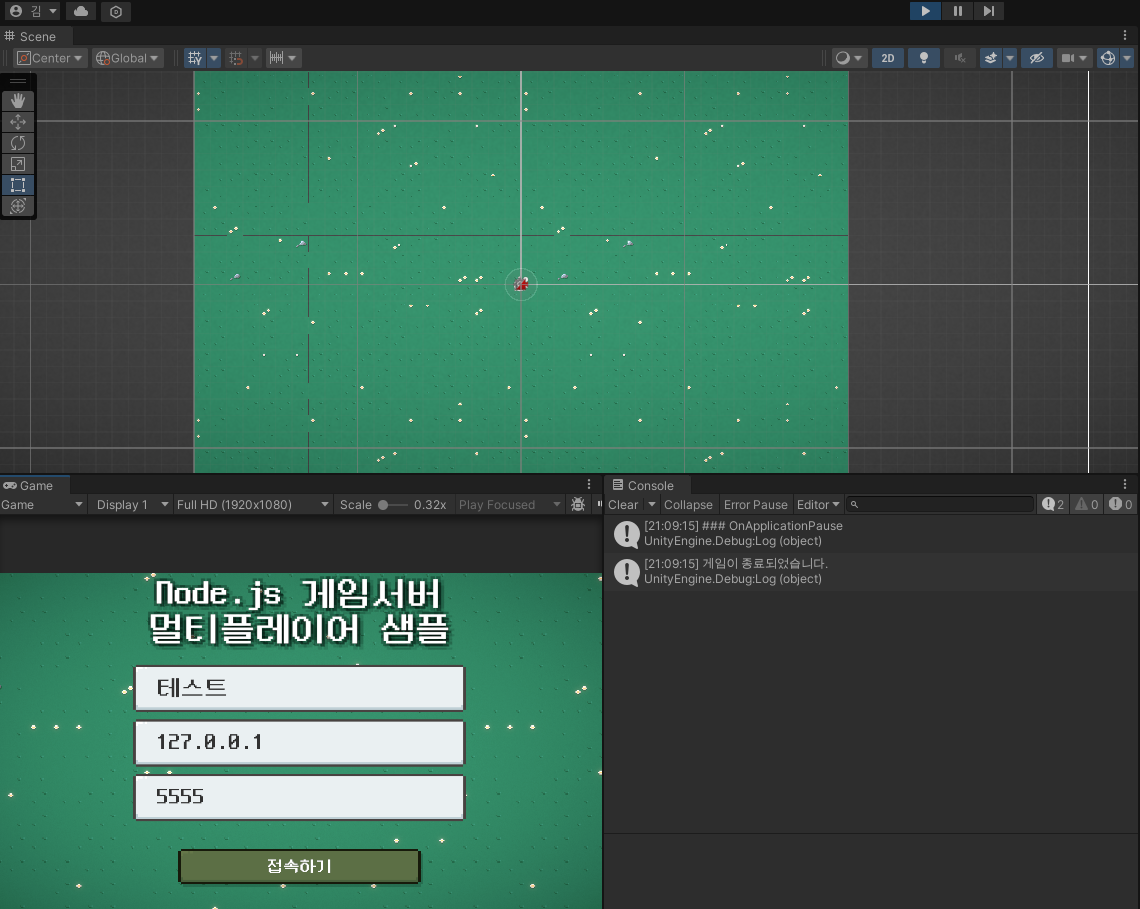 김
Scene
Center
Global
2D
Game
Game
Display 1
Full HD (1920x1080)
Scale
0.32x
Play Focused
Node.js 게임서버
멀티플레이어 샘플
테스트
127.0.0.1
5555
접속하기
Console
Clear
Collapse
Error Pause
Editor
2
0
0
[21:09:15] ### OnApplicationPause
UnityEngine.Debug:Log (object)
[21:09:15] 게임이 종료되었습니다.
UnityEngine.Debug:Log (object)